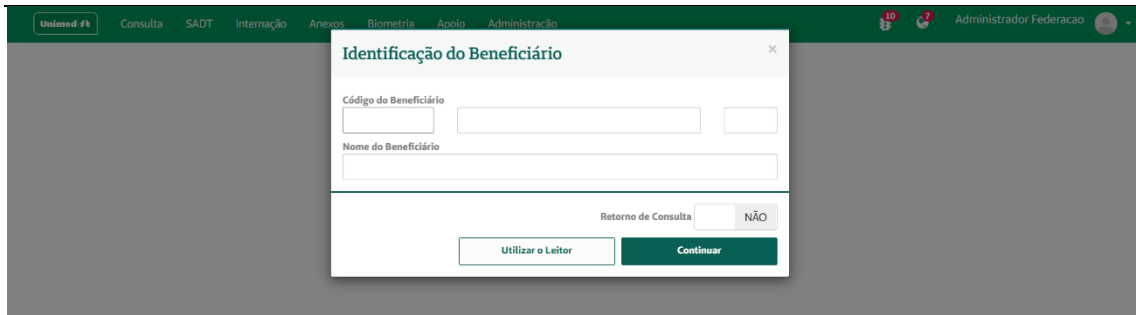 Unimed ft Consulta SADT Internação Anexos Biometria Apoio Administração 10 7 Administrador Federacao
Identificação do Beneficiário ×
Código do Beneficiário
Nome do Beneficiário
Retorno de Consulta NÃO
Utilizar o Leitor Continuar